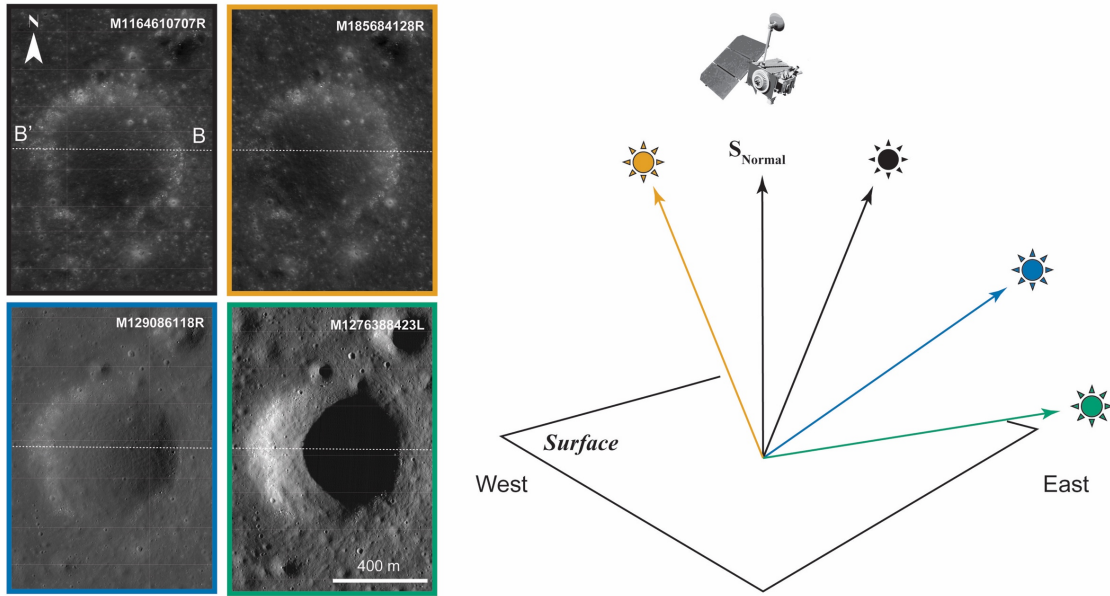 M1164610707R
N
B'
B
M185684128R
M129086118R
M1276388423L
400 m
S Normal
Surface
West
East